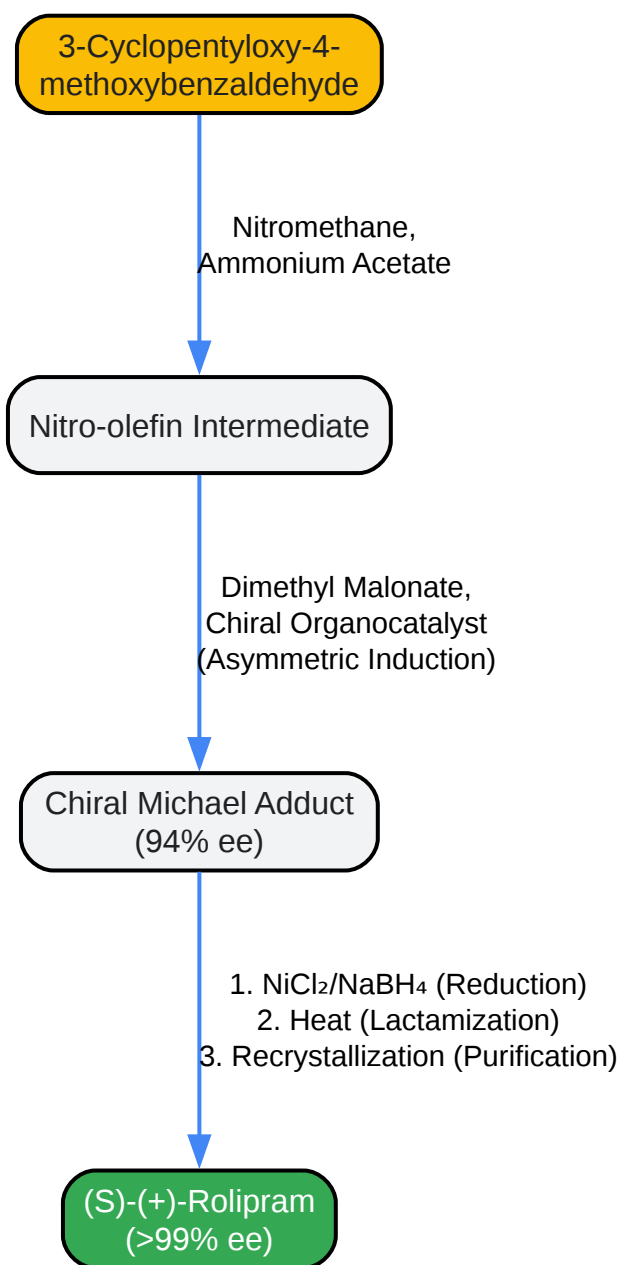 3-Cyclopentyloxy-4-
methoxybenzaldehyde
Nitromethane,
Ammonium Acetate
Nitro-olefin Intermediate
Dimethyl Malonate,
Chiral Organocatalyst
(Asymmetric Induction)
Chiral Michael Adduct
(94% ee)
1. NiCl₂/NaBH₄ (Reduction)
2. Heat (Lactamization)
3. Recrystallization (Purification)
(S)-(+)-Rolipram
(>99% ee)